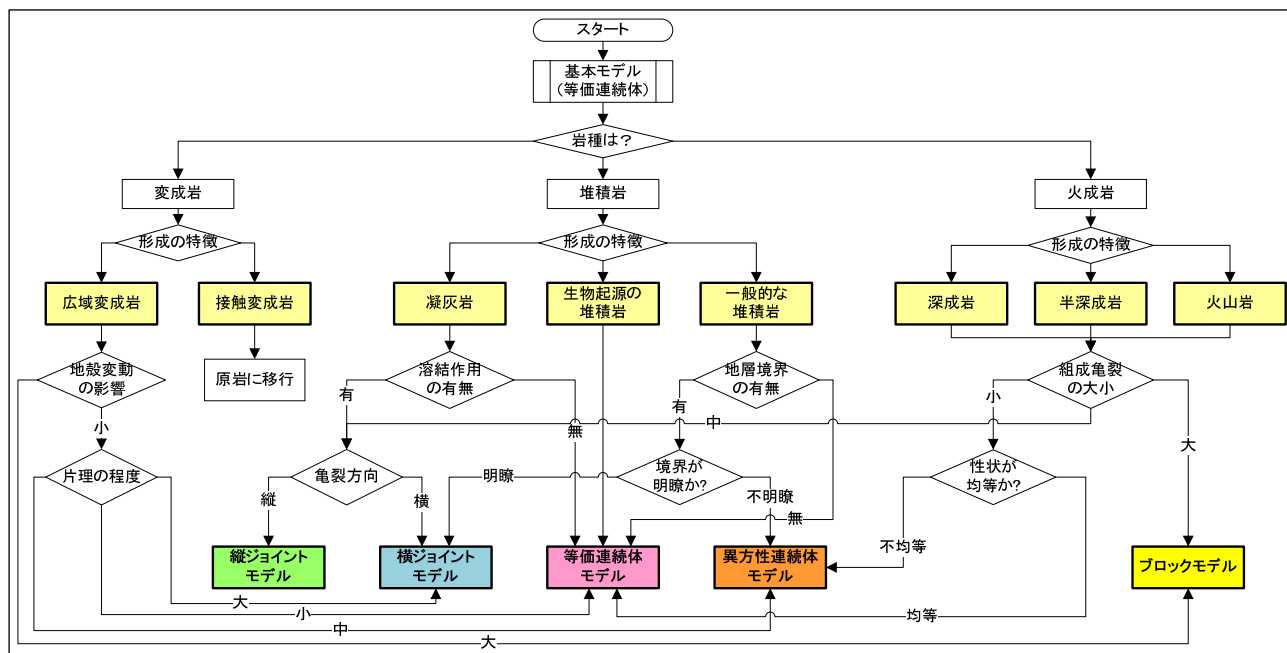 スタート
基本モデル
（等価連続体）
岩種は？
変成岩
堆積岩
火成岩
形成の特徴
形成の特徴
形成の特徴
広域変成岩
接触変成岩
凝灰岩
生物起源の
堆積岩
一般的な
堆積岩
深成岩
半深成岩
火山岩
地殻変動
の影響
原岩に移行
溶結作用
の有無
地層境界
の有無
組成亀裂
の大小
有
有
小
中
小
無
大
片理の程度
亀裂方向
境界が
明瞭か?
性状が
均等か?
明瞭
不明瞭
縦
横
無
不均等
縦ジョイント
モデル
横ジョイント
モデル
等価連続体
モデル
異方性連続体
モデル
ブロックモデル
大
小
均等
中
大